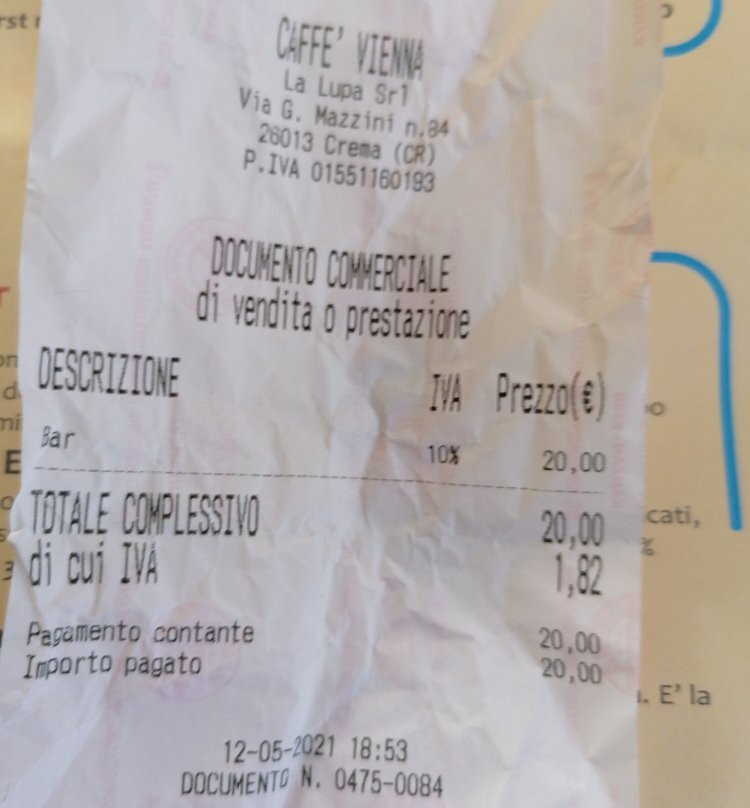 CAFFE' VIENNA
La Lupa Srl
Via G. Mazzini n.84
26013 Crema (CR)
P.IVA 01551160193
DOCUMENTO COMMERCIALE
di vendita o prestazione
DESCRIZIONE IVA Prezzo(€)
Bar 10% 20,00
TOTALE COMPLESSIVO 20,00
di cui IVA 1,82
Pagamento contante 20,00
Importo pagato 20,00
12-05-2021 18:53
DOCUMENTO N. 0475-0084
cati,
%
. E' la